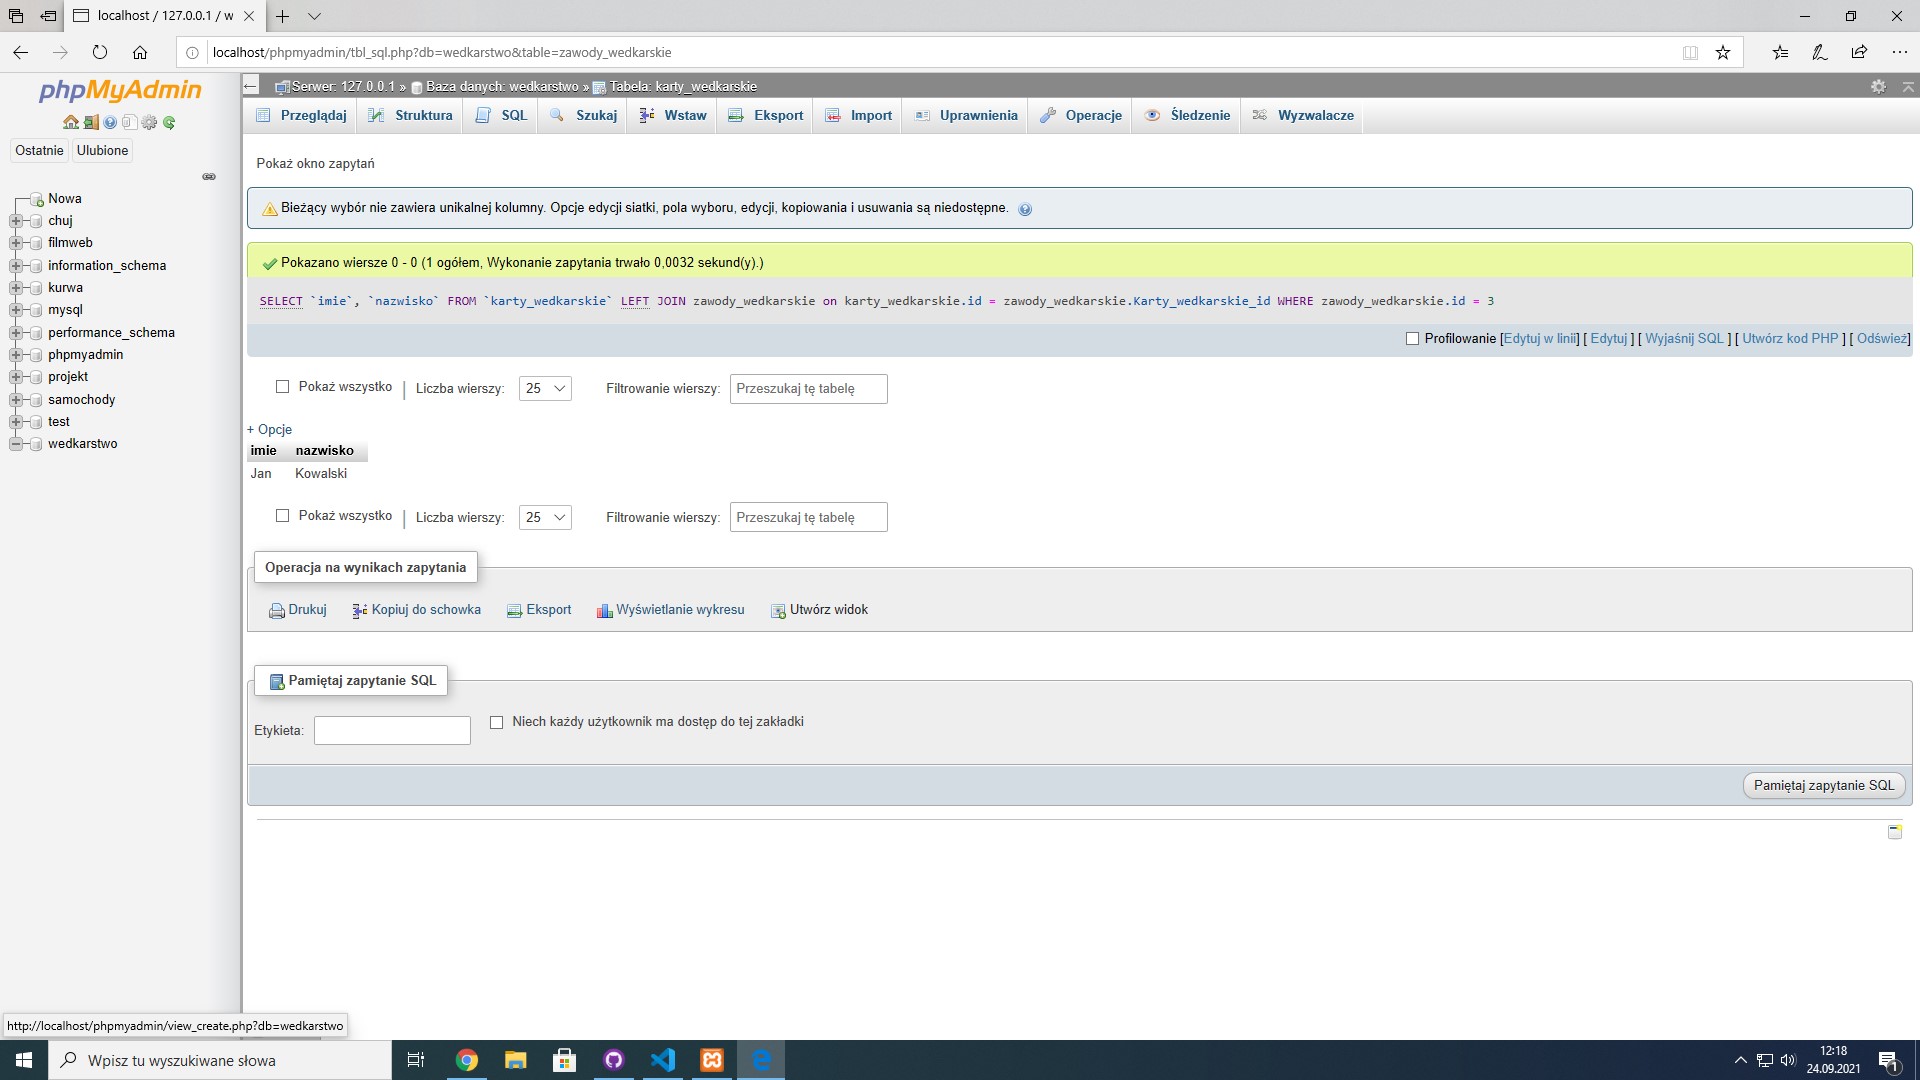 localhost / 127.0.0.1 / w
localhost/phpmyadmin/tbl_sql.php?db=wedkarstwo&table=zawody_wedkarskie
phpMyAdmin
Ostatnie Ulubione
Nowa
chuj
filmweb
information_schema
kurwa
mysql
performance_schema
phpmyadmin
projekt
samochody
test
wedkarstwo
Serwer: 127.0.0.1 » Baza danych: wedkarstwo » Tabela: karty_wedkarskie
Przeglądaj Struktura SQL Szukaj Wstaw Eksport Import Uprawnienia Operacje Śledzenie Wyzwalacze
Pokaż okno zapytań
Bieżący wybór nie zawiera unikalnej kolumny. Opcje edycji siatki, pola wyboru, edycji, kopiowania i usuwania są niedostępne.
Pokazano wiersze 0 - 0 (1 ogółem, Wykonanie zapytania trwało 0,0032 sekund(y).)
SELECT `imie`, `nazwisko` FROM `karty_wedkarskie` LEFT JOIN zawody_wedkarskie on karty_wedkarskie.id = zawody_wedkarskie.Karty_wedkarskie_id WHERE zawody_wedkarskie.id = 3
Profilowanie [Edytuj w linii] [ Edytuj ] [ Wyjaśnij SQL ] [ Utwórz kod PHP ] [ Odśwież]
Pokaż wszystko | Liczba wierszy: 25 Filtrowanie wierszy: Przeszukaj tę tabelę
+ Opcje
imie nazwisko
Jan Kowalski
Pokaż wszystko | Liczba wierszy: 25 Filtrowanie wierszy: Przeszukaj tę tabelę
Operacja na wynikach zapytania
Drukuj Kopiuj do schowka Eksport Wyświetlanie wykresu Utwórz widok
Pamiętaj zapytanie SQL
Etykieta: Niech każdy użytkownik ma dostęp do tej zakładki
Pamiętaj zapytanie SQL
http://localhost/phpmyadmin/view_create.php?db=wedkarstwo
Wpisz tu wyszukiwane słowa
12:18
24.09.2021
1